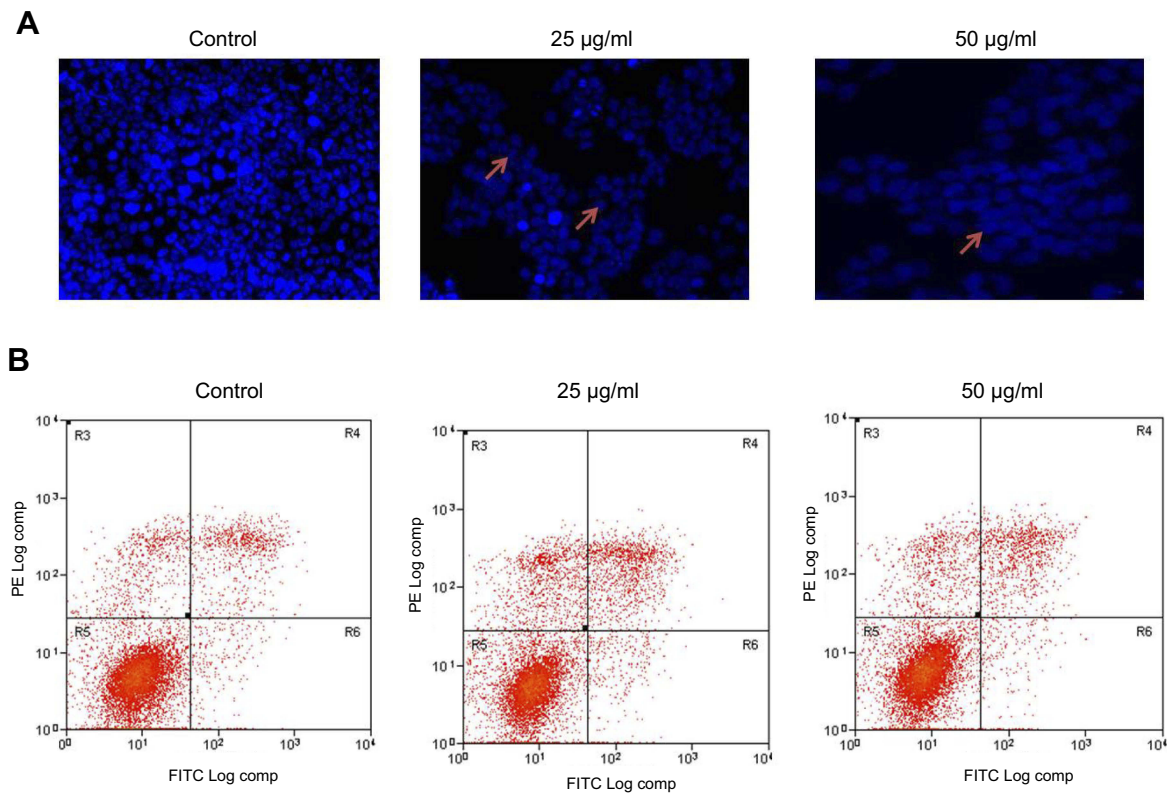 A
Control
25 µg/ml
50 µg/ml
B
Control
25 µg/ml
50 µg/ml
PE Log comp
10⁴
10³
10²
10¹
10⁰
R3
R4
R5
R6
10⁰ 10¹ 10² 10³ 10⁴
FITC Log comp
PE Log comp
10⁴
10³
10²
10¹
10⁰
R3
R4
R5
R6
10⁰ 10¹ 10² 10³ 10⁴
FITC Log comp
PE Log comp
10⁴
10³
10²
10¹
10⁰
R3
R4
R5
R6
10⁰ 10¹ 10² 10³ 10⁴
FITC Log comp